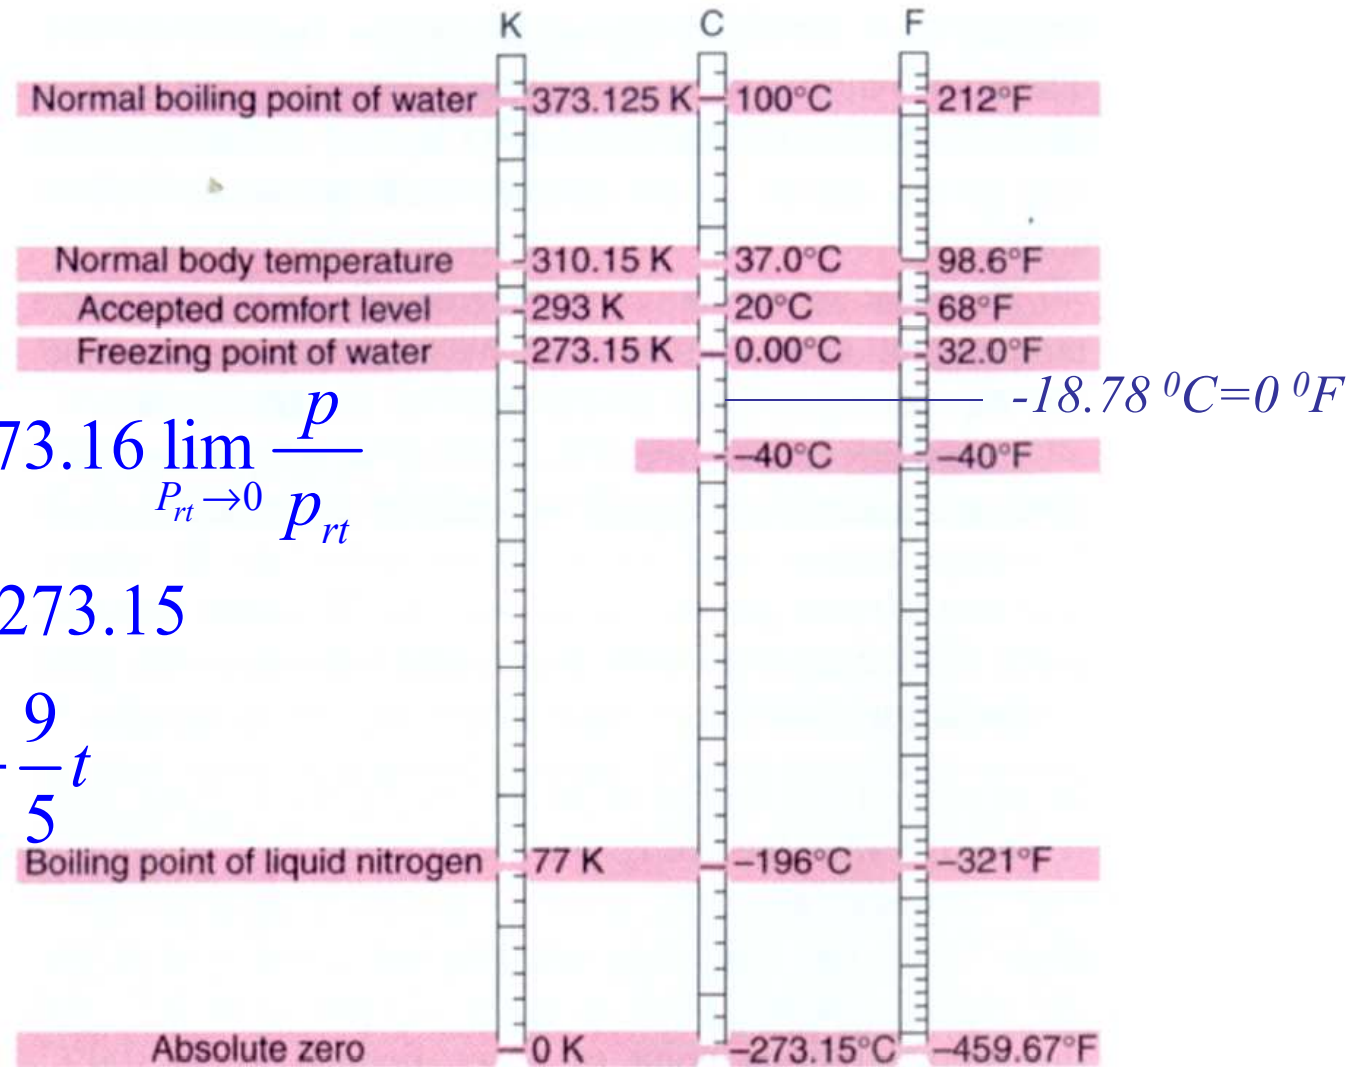 K C F
Normal boiling point of water 373.125 K 100°C 212°F
Normal body temperature 310.15 K 37.0°C 98.6°F
Accepted comfort level 293 K 20°C 68°F
Freezing point of water 273.15 K 0.00°C 32.0°F
-18.78 ⁰C=0 ⁰F
73.16 lim p/p_rt
P_rt →0
–40°C –40°F
273.15
9/5 t
Boiling point of liquid nitrogen 77 K –196°C –321°F
Absolute zero 0 K –273.15°C –459.67°F